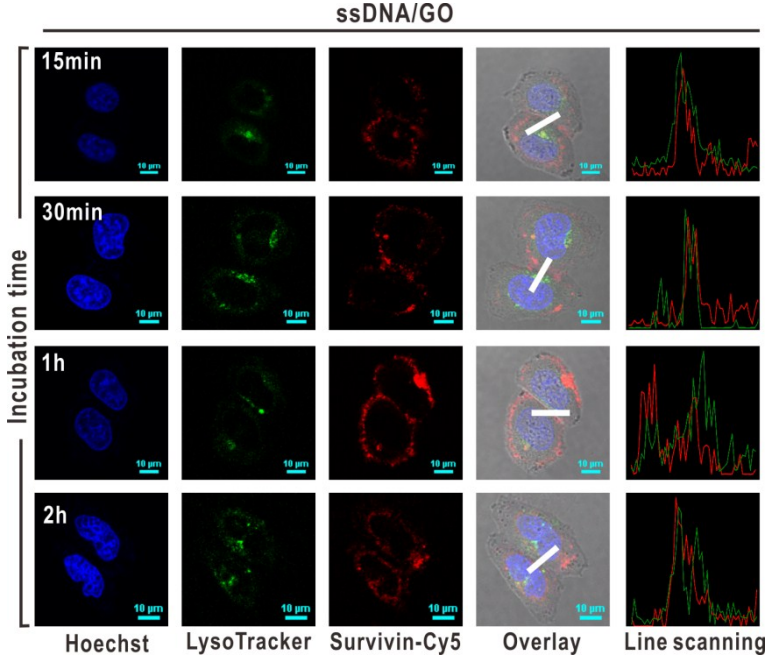 ssDNA/GO
Incubation time
15min
10 μm 10 μm 10 μm 10 μm
30min
10 μm 10 μm 10 μm 10 μm
1h
10 μm 10 μm 10 μm 10 μm
2h
10 μm 10 μm 10 μm 10 μm
Hoechst LysoTracker Survivin-Cy5 Overlay Line scanning